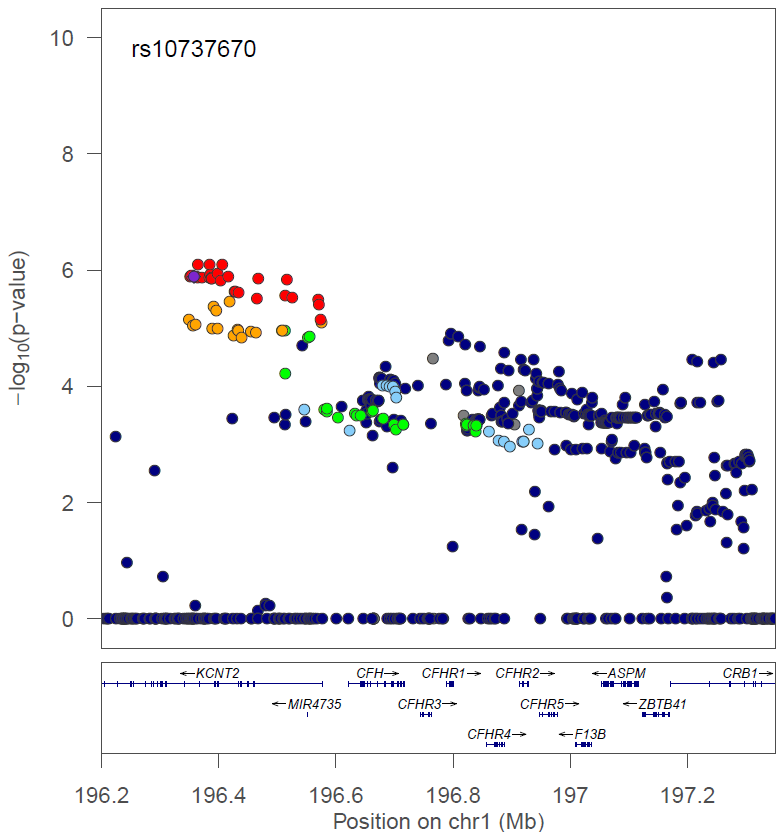 rs10737670
10
8
6
4
2
0
−log10(p−value)
←KCNT2 CFH→ CFHR1→ CFHR2→ ←ASPM CRB1→
←MIR4735 CFHR3→ CFHR5→ ←ZBTB41
CFHR4→ ←F13B
196.2 196.4 196.6 196.8 197 197.2
Position on chr1 (Mb)